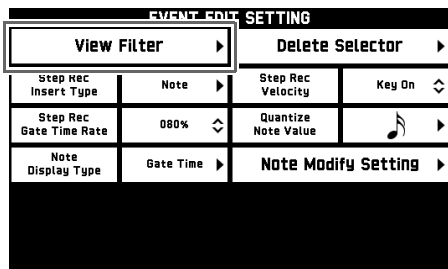 EVENT EDIT SETTING
View Filter
Delete Selector
Step Rec
Insert Type
Note
Step Rec
Velocity
Key On
Step Rec
Gate Time Rate
080%
Quantize
Note Value
Note
Display Type
Gate Time
Note Modify Setting